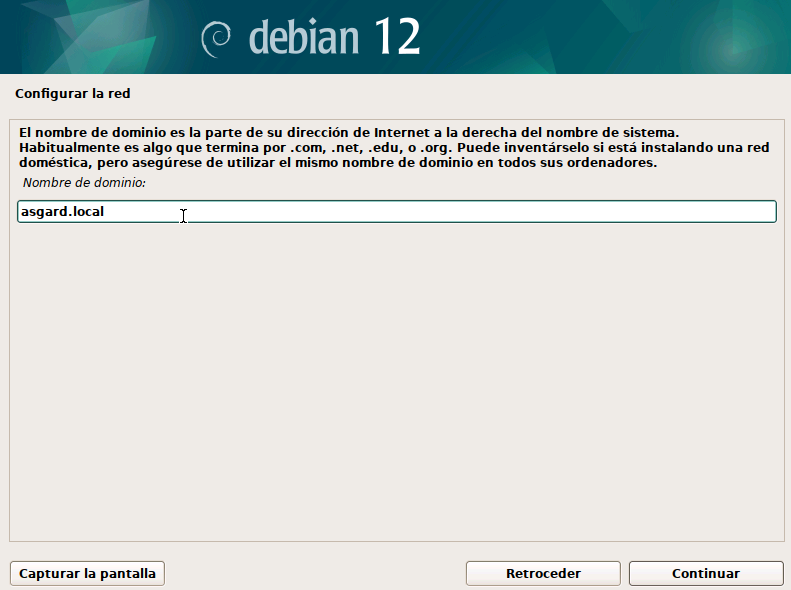 debian 12
Configurar la red
El nombre de dominio es la parte de su dirección de Internet a la derecha del nombre de sistema.
Habitualmente es algo que termina por .com, .net, .edu, o .org. Puede inventárselo si está instalando una red
doméstica, pero asegúrese de utilizar el mismo nombre de dominio en todos sus ordenadores.
Nombre de dominio:
asgard.local
Capturar la pantalla
Retroceder
Continuar